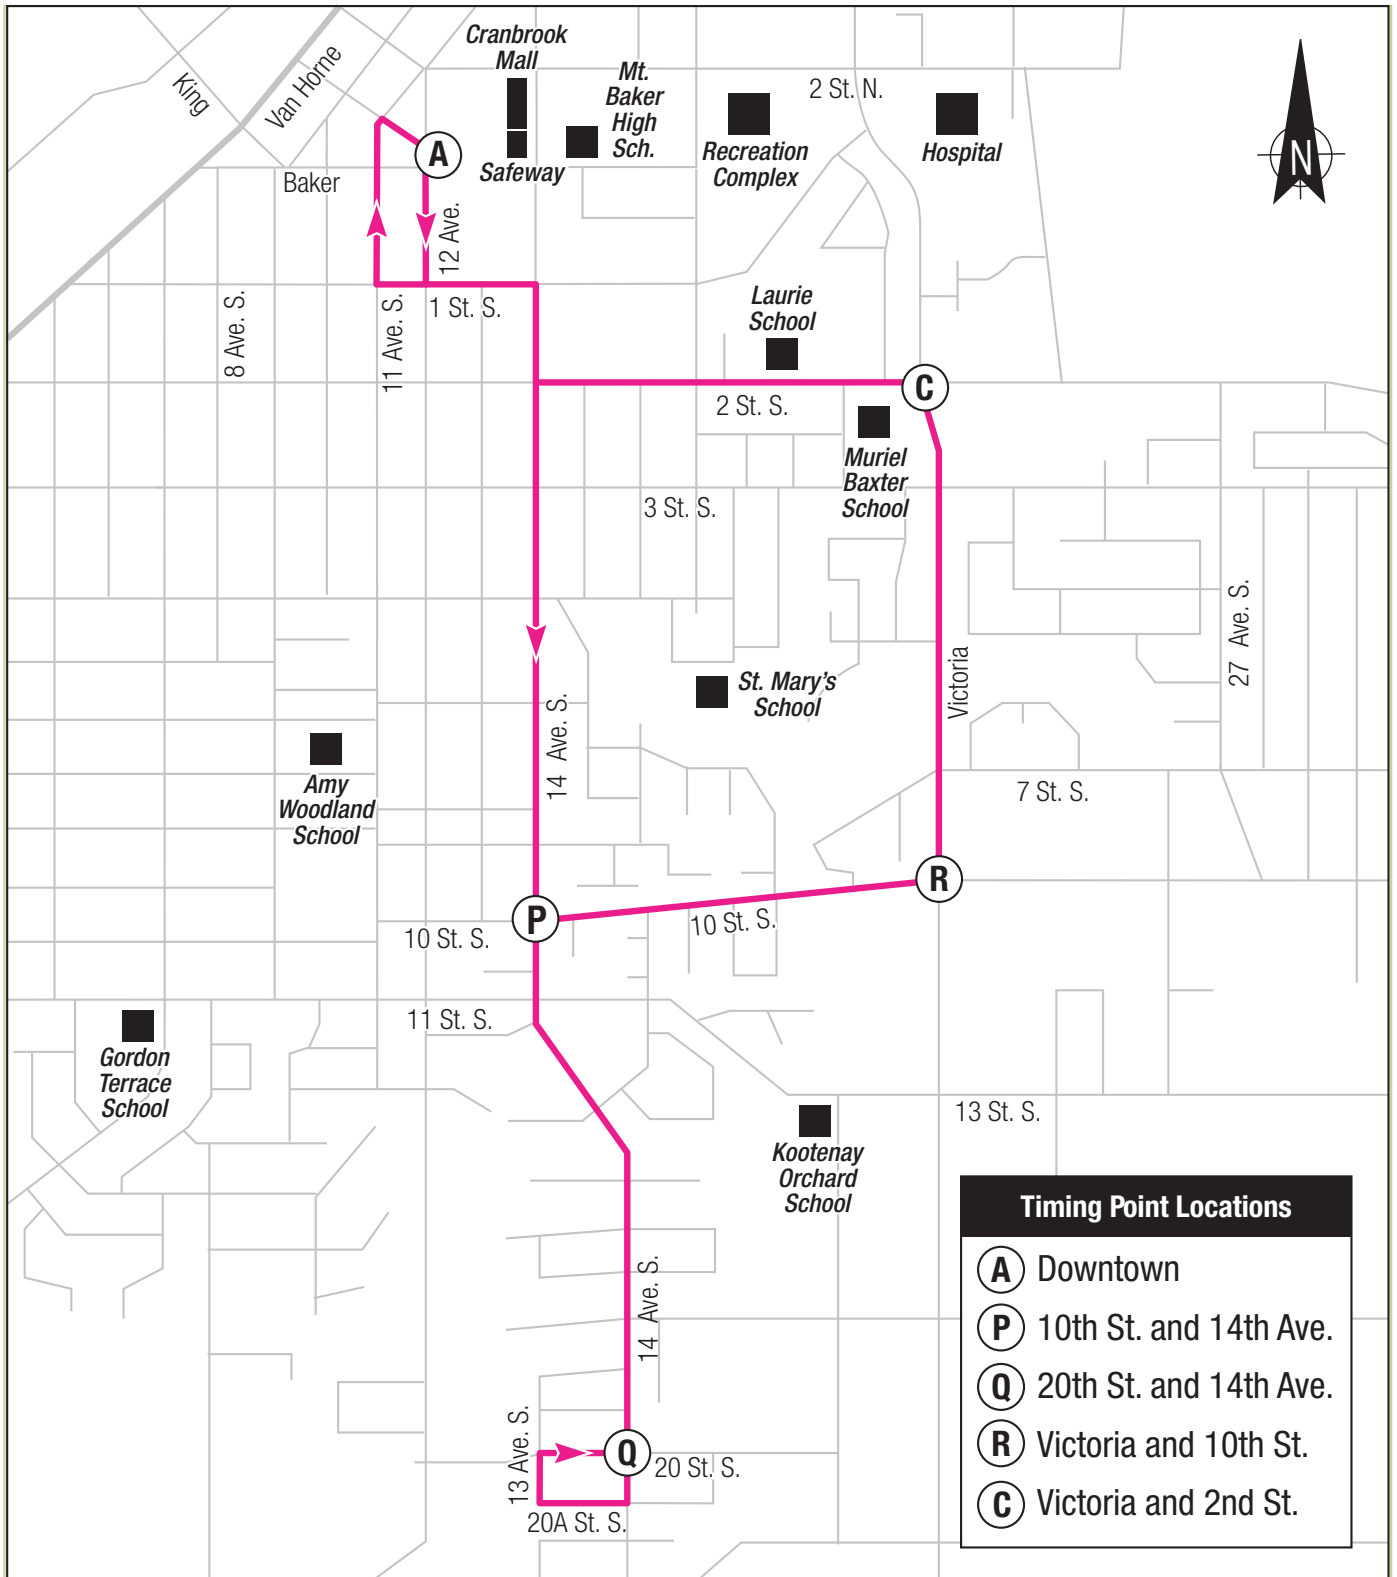 Cranbrook
Mall
Mt.
Baker
High
Sch.
King
Van Horne
2 St. N.
A
Safeway
Recreation
Complex
Hospital
N
Baker
12 Ave.
8 Ave. S.
11 Ave. S.
1 St. S.
Laurie
School
C
2 St. S.
Muriel
Baxter
School
3 St. S.
27 Ave. S.
St. Mary's
School
Victoria
14 Ave. S.
Amy
Woodland
School
7 St. S.
R
P
10 St. S.
10 St. S.
11 St. S.
Gordon
Terrace
School
13 St. S.
Kootenay
Orchard
School
14 Ave. S.
13 Ave. S.
Q
20 St. S.
20A St. S.
Timing Point Locations
A Downtown
P 10th St. and 14th Ave.
Q 20th St. and 14th Ave.
R Victoria and 10th St.
C Victoria and 2nd St.